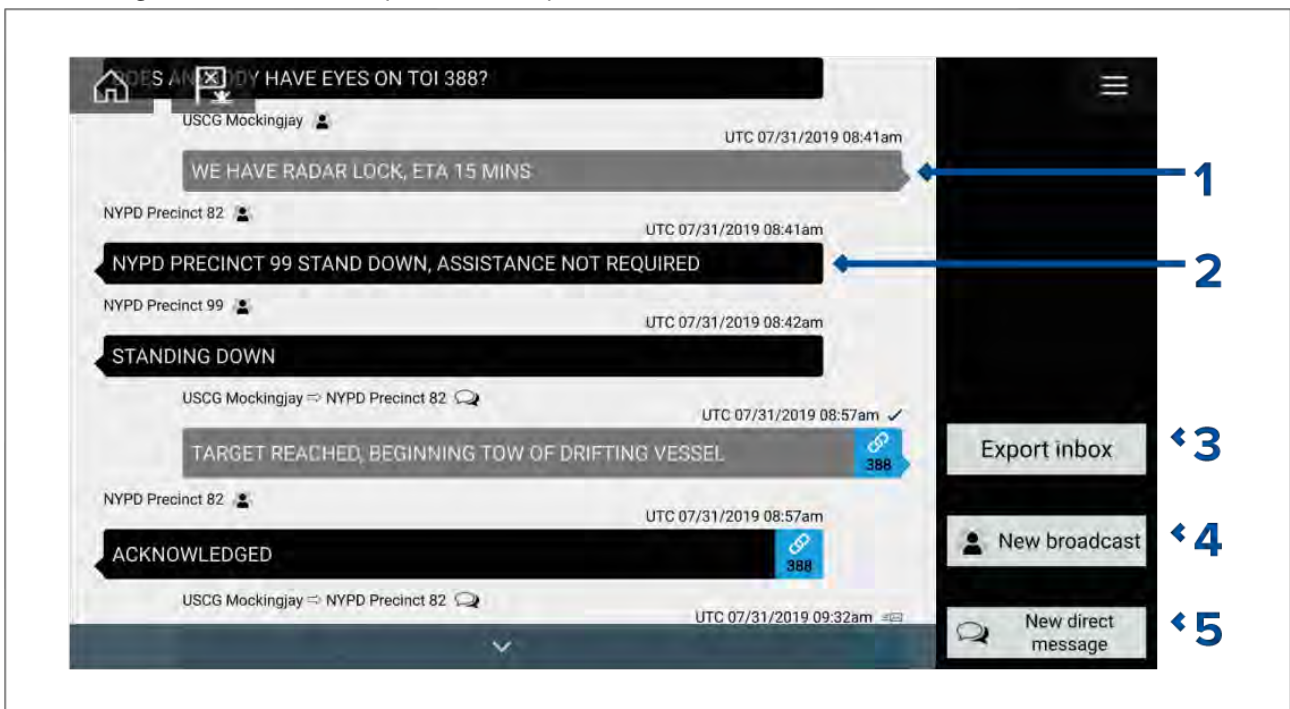 DOES ANYBODY HAVE EYES ON TOI 388?
USCG Mockingjay
UTC 07/31/2019 08:41am
WE HAVE RADAR LOCK, ETA 15 MINS
1
NYPD Precinct 82
UTC 07/31/2019 08:41am
NYPD PRECINCT 99 STAND DOWN, ASSISTANCE NOT REQUIRED
2
NYPD Precinct 99
UTC 07/31/2019 08:42am
STANDING DOWN
USCG Mockingjay ⇨ NYPD Precinct 82
UTC 07/31/2019 08:57am
TARGET REACHED, BEGINNING TOW OF DRIFTING VESSEL
388
Export inbox
3
NYPD Precinct 82
UTC 07/31/2019 08:57am
ACKNOWLEDGED
388
New broadcast
4
USCG Mockingjay ⇨ NYPD Precinct 82
UTC 07/31/2019 09:32am
New direct
message
5